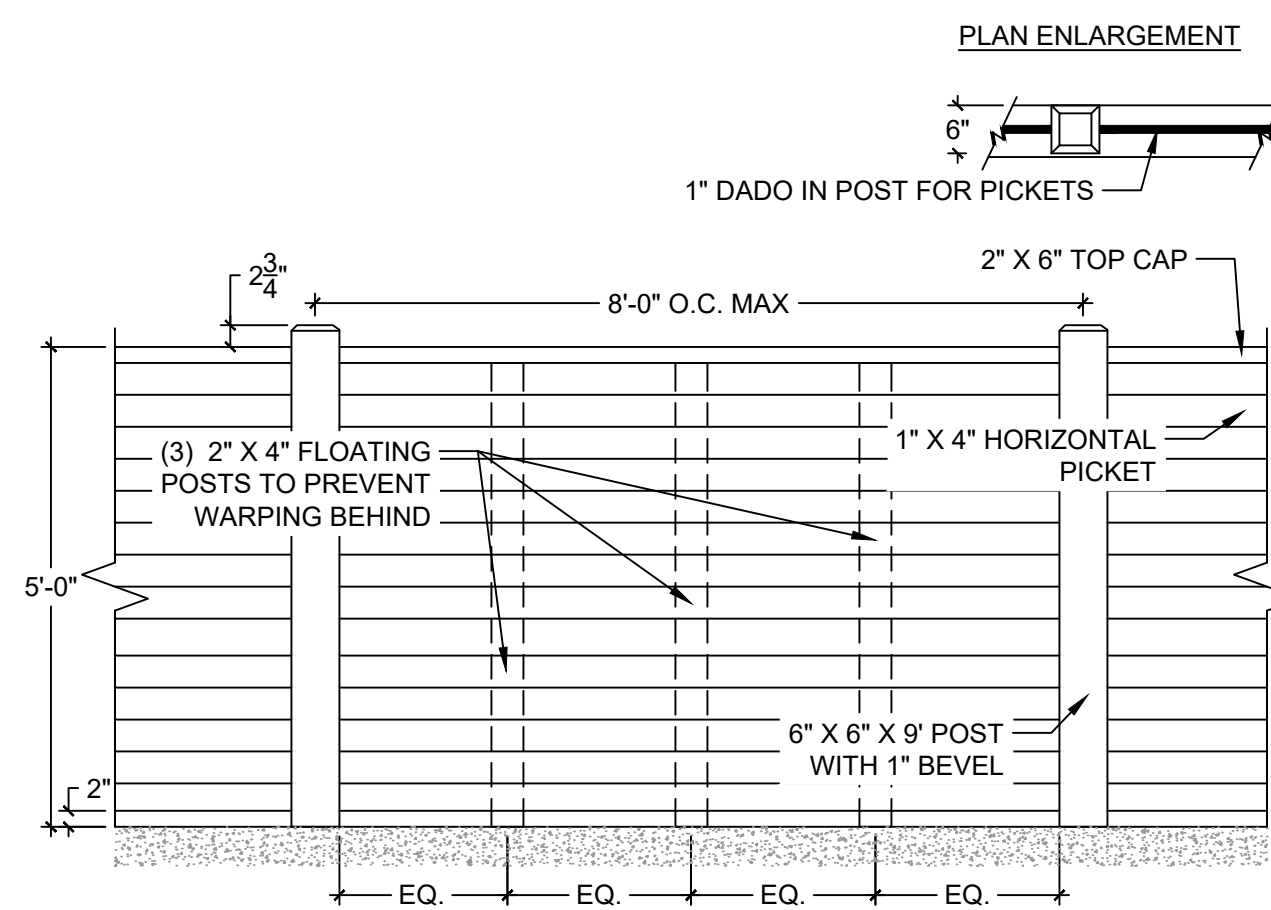 PLAN ENLARGEMENT
6"
1" DADO IN POST FOR PICKETS
2 3/4"
2" X 6" TOP CAP
8'-0" O.C. MAX
(3) 2" X 4" FLOATING
POSTS TO PREVENT
WARPING BEHIND
1" X 4" HORIZONTAL
PICKET
5'-0"
6" X 6" X 9' POST
WITH 1" BEVEL
2"
EQ.
EQ.
EQ.
EQ.